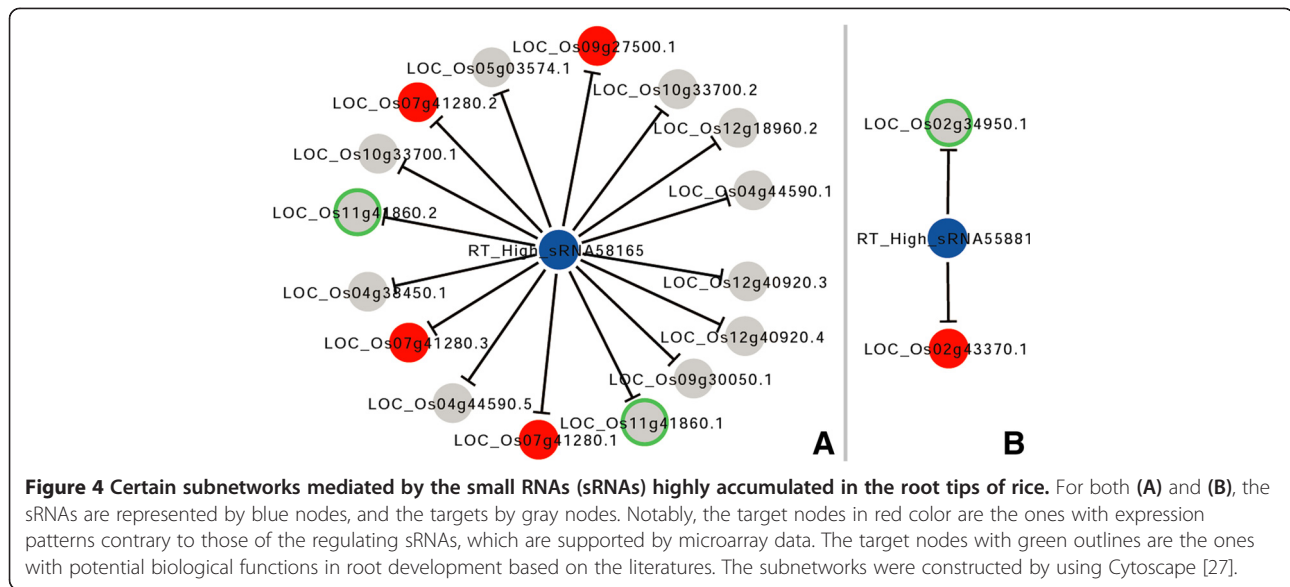 LOC_Os09g27500.1
LOC_Os05g03574.1
LOC_Os10g33700.2
LOC_Os07g41280.2
LOC_Os12g18960.2
LOC_Os10g33700.1
LOC_Os04g44590.1
LOC_Os11g41860.2
RT_High_sRNA58165
LOC_Os12g40920.3
LOC_Os04g38450.1
LOC_Os12g40920.4
LOC_Os07g41280.3
LOC_Os09g30050.1
LOC_Os04g44590.5
LOC_Os11g41860.1
LOC_Os07g41280.1
A
LOC_Os02g34950.1
RT_High_sRNA55881
LOC_Os02g43370.1
B
Figure 4 Certain subnetworks mediated by the small RNAs (sRNAs) highly accumulated in the root tips of rice. For both (A) and (B), the
sRNAs are represented by blue nodes, and the targets by gray nodes. Notably, the target nodes in red color are the ones with expression
patterns contrary to those of the regulating sRNAs, which are supported by microarray data. The target nodes with green outlines are the ones
with potential biological functions in root development based on the literatures. The subnetworks were constructed by using Cytoscape [27].